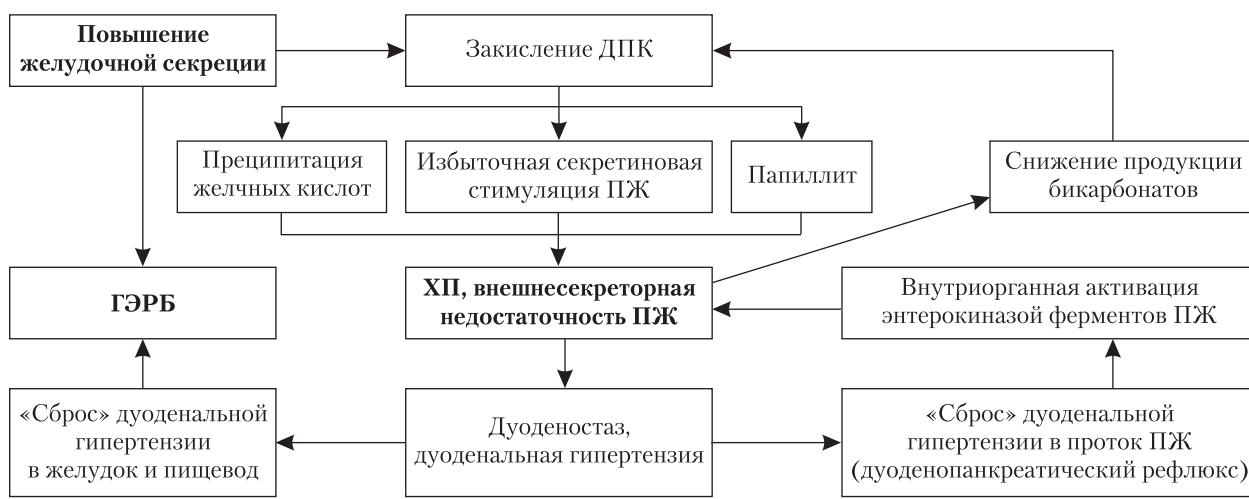 Повышение
желудочной секреции
Закисление ДПК
Преципитация
желчных кислот
Избыточная секретиновая
стимуляция ПЖ
Папиллит
Снижение продукции
бикарбонатов
ГЭРБ
ХП, внешнесекреторная
недостаточность ПЖ
Внутриорганная активация
энтерокиназой ферментов ПЖ
«Сброс» дуоденальной
гипертензии
в желудок и пищевод
Дуоденостаз,
дуоденальная гипертензия
«Сброс» дуоденальной
гипертензии в проток ПЖ
(дуоденопанкреатический рефлюкс)